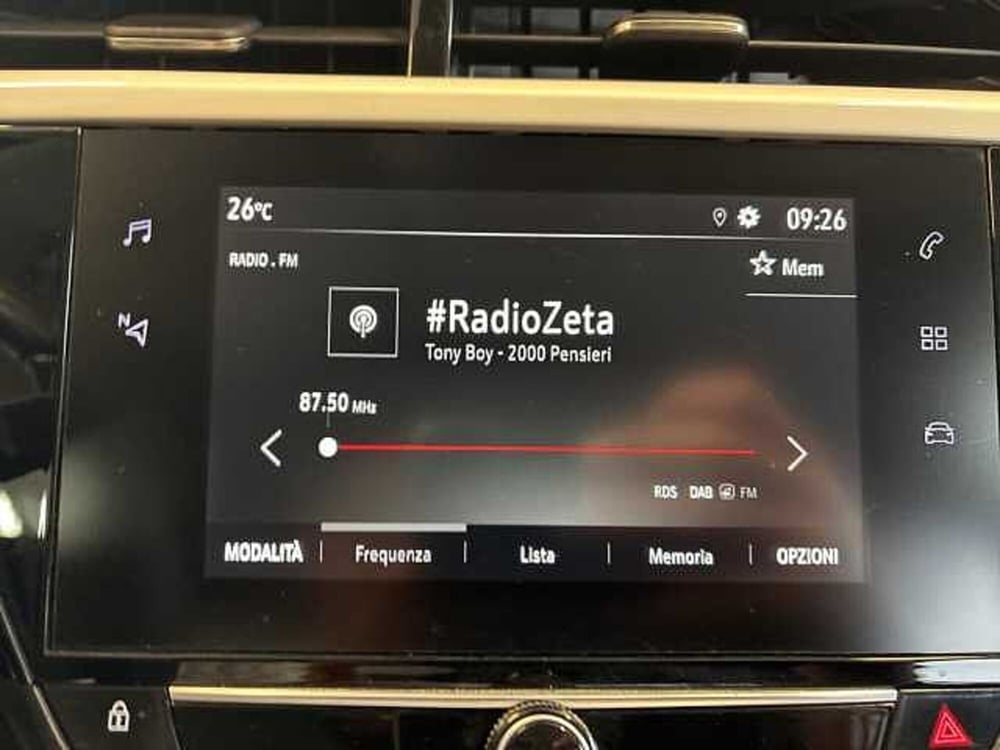 26°C 09:26
RADIO . FM Mem
#RadioZeta
Tony Boy - 2000 Pensieri
87.50 MHz
N
RDS DAB FM
MODALITÀ Frequenza Lista Memoria OPZIONI